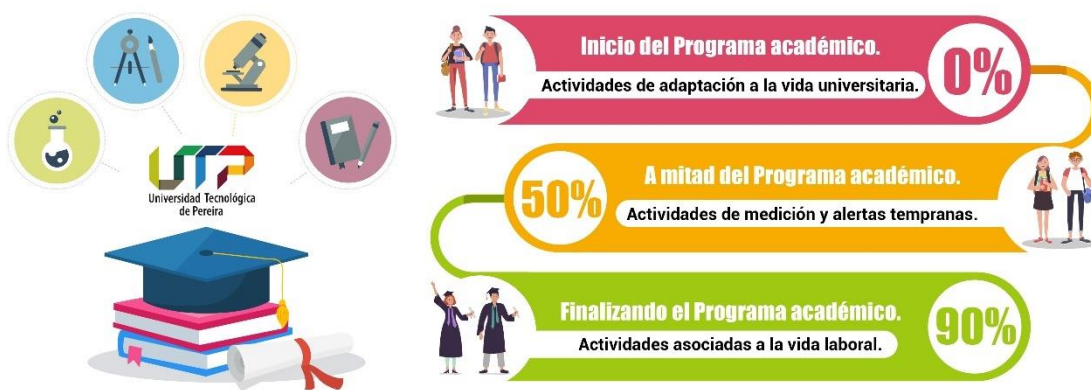 UTP
Universidad Tecnológica
de Pereira
Inicio del Programa académico.
Actividades de adaptación a la vida universitaria.
0%
50%
A mitad del Programa académico.
Actividades de medición y alertas tempranas.
Finalizando el Programa académico.
Actividades asociadas a la vida laboral.
90%